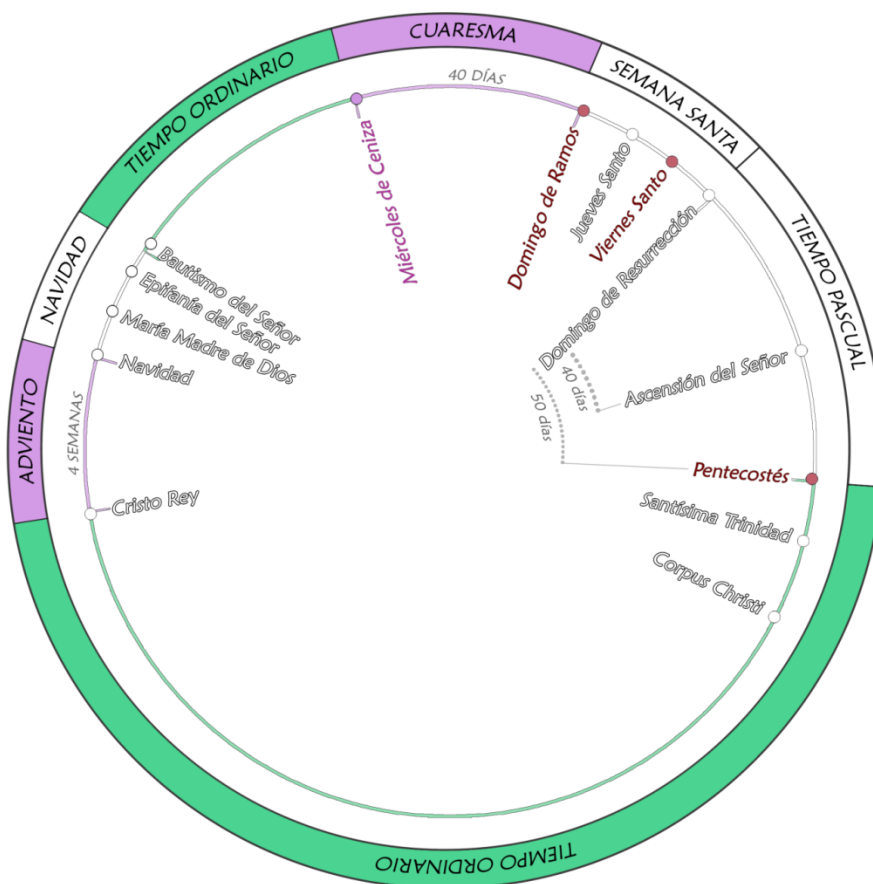 CUARESMA
TIEMPO ORDINARIO
SEMANA SANTA
40 DÍAS
Miércoles de Ceniza
Domingo de Ramos
Jueves Santo
Viernes Santo
Domingo de Resurrección
TIEMPO PASCUAL
NAVIDAD
Bautismo del Señor
Epifanía del Señor
María Madre de Dios
Navidad
40 días
50 días
Ascensión del Señor
ADVIENTO
4 SEMANAS
Cristo Rey
Pentecostés
Santísima Trinidad
Corpus Christi
TIEMPO ORDINARIO